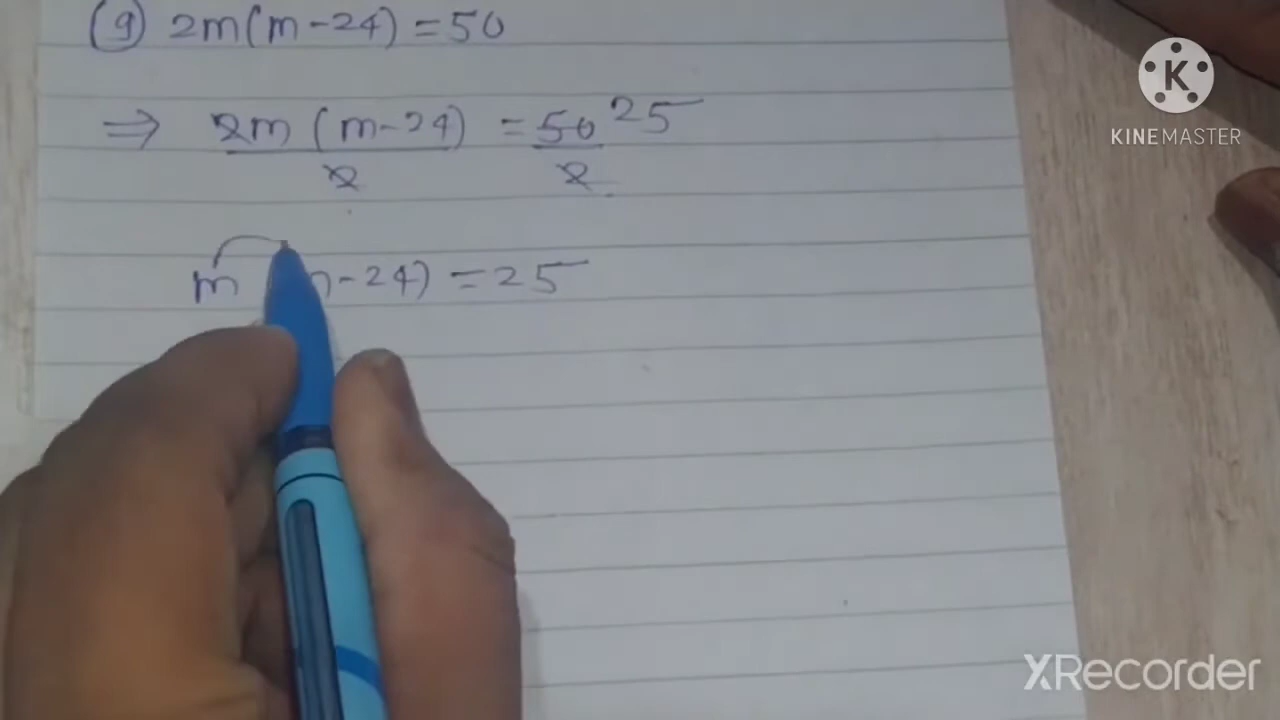 (9) 2m(m-24) = 50
⇒ 2m (m-24) = 50 25
2 2
m n-24) = 25
K
KINEMASTER
XRecorder